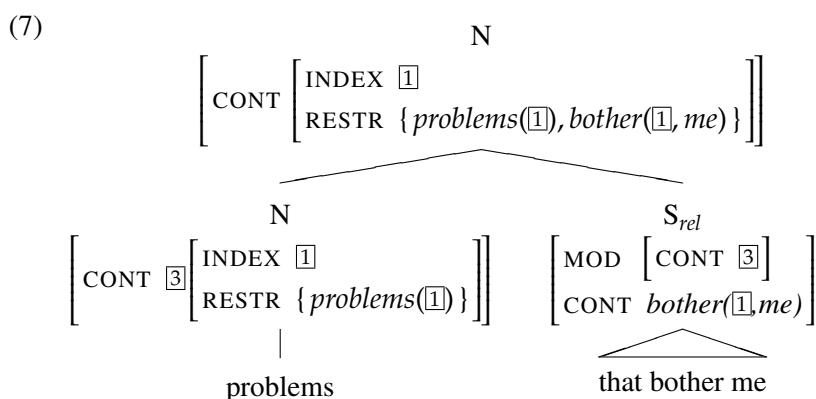 (7)
N
[CONT [INDEX 1
RESTR {problems(1), bother(1, me)}]]
N
[CONT 3[INDEX 1
RESTR {problems(1)}]]
S_rel
[MOD [CONT 3]
CONT bother(1,me)]
problems
that bother me